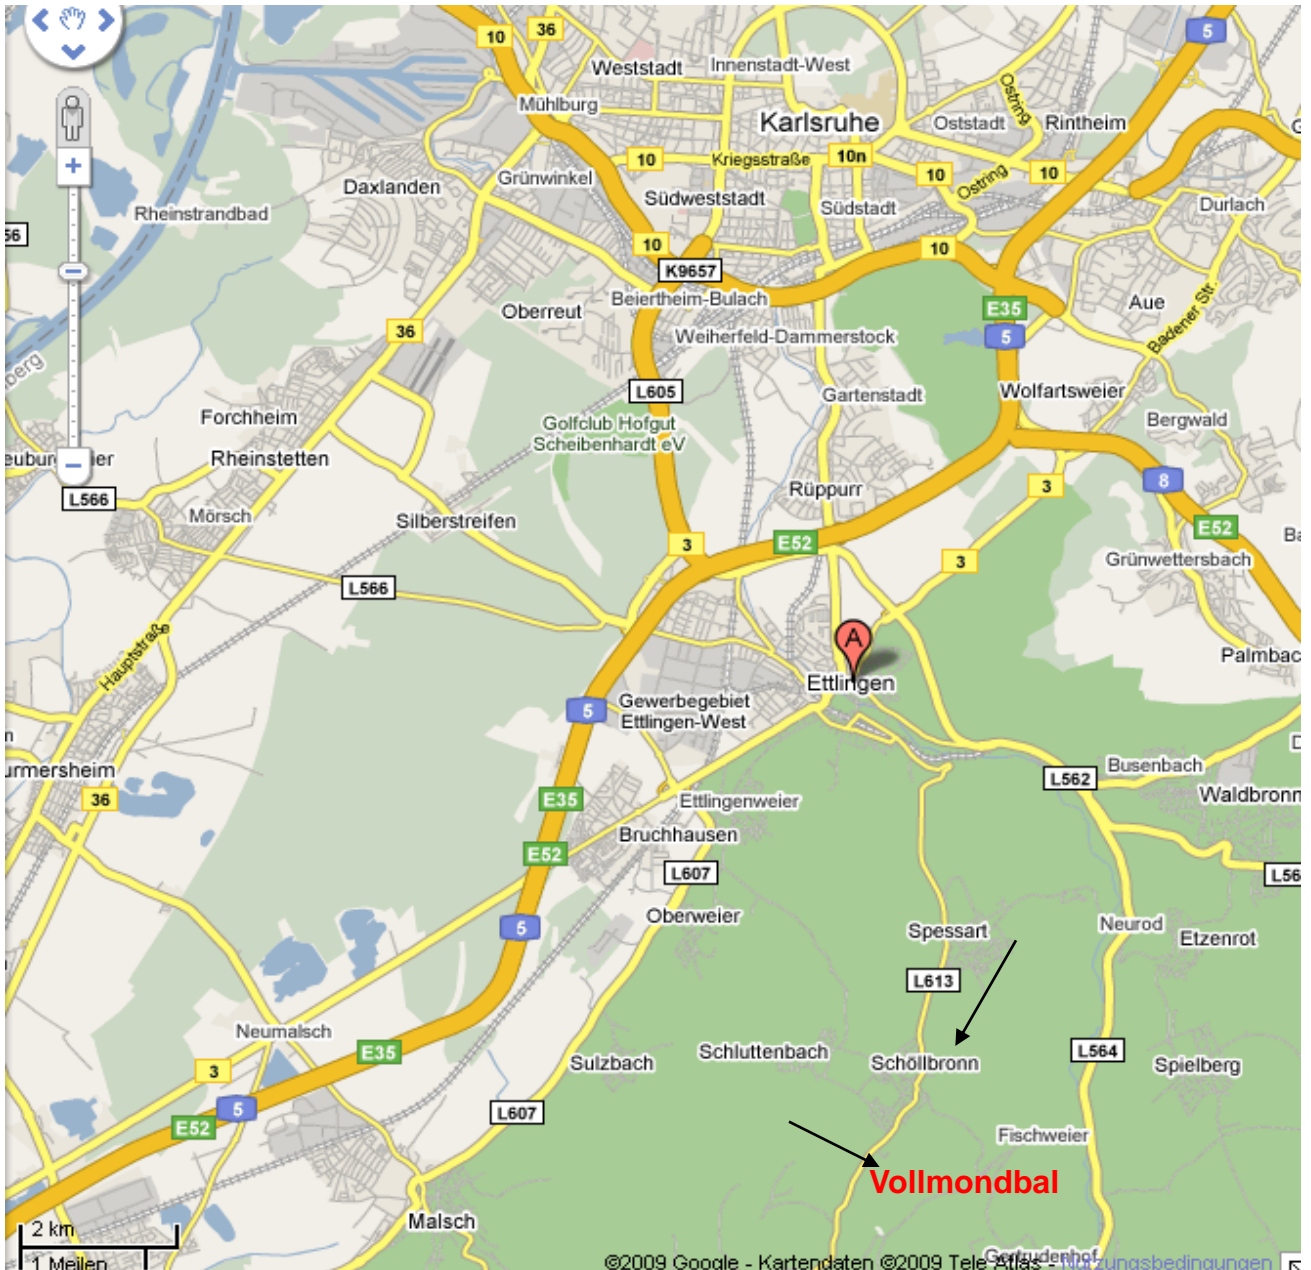 10
36
5
Weststadt
Innenstadt-West
Mühlburg
Karlsruhe
Ostring
Oststadt
Rintheim
10
Kriegsstraße
10n
10
Ostring
10
Grünwinkel
Daxlanden
Südweststadt
Südstadt
Durlach
Rheinstrandbad
56
10
10
K9657
Beiertheim-Bulach
Oberreut
E35
Aue
Badener Str.
36
Weiherfeld-Dammerstock
5
L605
Wolfartsweier
Gartenstadt
Forchheim
Golfclub Hofgut
Scheibenhardt eV
Bergwald
Rheinstetten
8
L566
Rüppurr
3
Mörsch
Silberstreifen
E52
3
E52
3
Grünwettersbach
L566
Hauptstraße
A
Palmbac
Ettlingen
Gewerbegebiet
Ettlingen-West
5
urmersheim
Busenbach
L562
36
E35
Ettlingenweier
Waldbronn
Bruchhausen
E52
L607
L56
Oberweier
5
Spessart
Neurod
Etzenrot
L613
Neumalsch
E35
Sulzbach
Schluttenbach
Schöllbronn
L564
Spielberg
3
5
L607
E52
Fischweier
Vollmondbal
Malsch
2 km
1 Meilen
Gertrudenhof
©2009 Google - Kartendaten ©2009 Tele Atlas - Nutzungsbedingungen